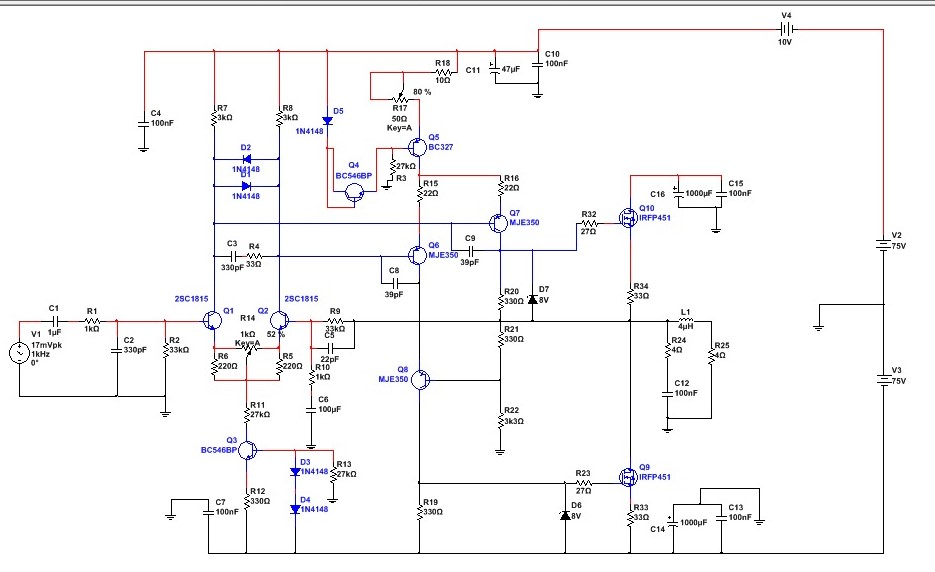 V4
10V
R18
10Ω
C11
47µF
C10
100nF
80 %
R17
50Ω
Key=A
C4
100nF
R7
3kΩ
R8
3kΩ
D5
1N4148
Q5
BC327
D2
1N4148
D1
1N4148
Q4
BC546BP
27kΩ
R3
R15
22Ω
R16
22Ω
C16
1000µF
C15
100nF
Q10
IRFP451
R32
27Ω
Q7
MJE350
V2
75V
C3
330pF
R4
33Ω
Q6
MJE350
C9
39pF
C8
39pF
D7
8V
R20
330Ω
R34
33Ω
2SC1815
Q1
2SC1815
Q2
C1
1µF
R1
1kΩ
R14
1kΩ
Key=A
52 %
R9
33kΩ
C5
22pF
R21
330Ω
L1
4µH
V1
17mVpk
1kHz
0°
C2
330pF
R2
33kΩ
R6
220Ω
R5
220Ω
R10
1kΩ
R24
4Ω
R25
4Ω
Q8
MJE350
V3
75V
C12
100nF
R11
27kΩ
C6
100µF
R22
3k3Ω
Q3
BC546BP
D3
1N4148
R13
27kΩ
R23
27Ω
Q9
IRFP451
C7
100nF
R12
330Ω
D4
1N4148
R19
330Ω
D6
8V
R33
33Ω
C14
1000µF
C13
100nF